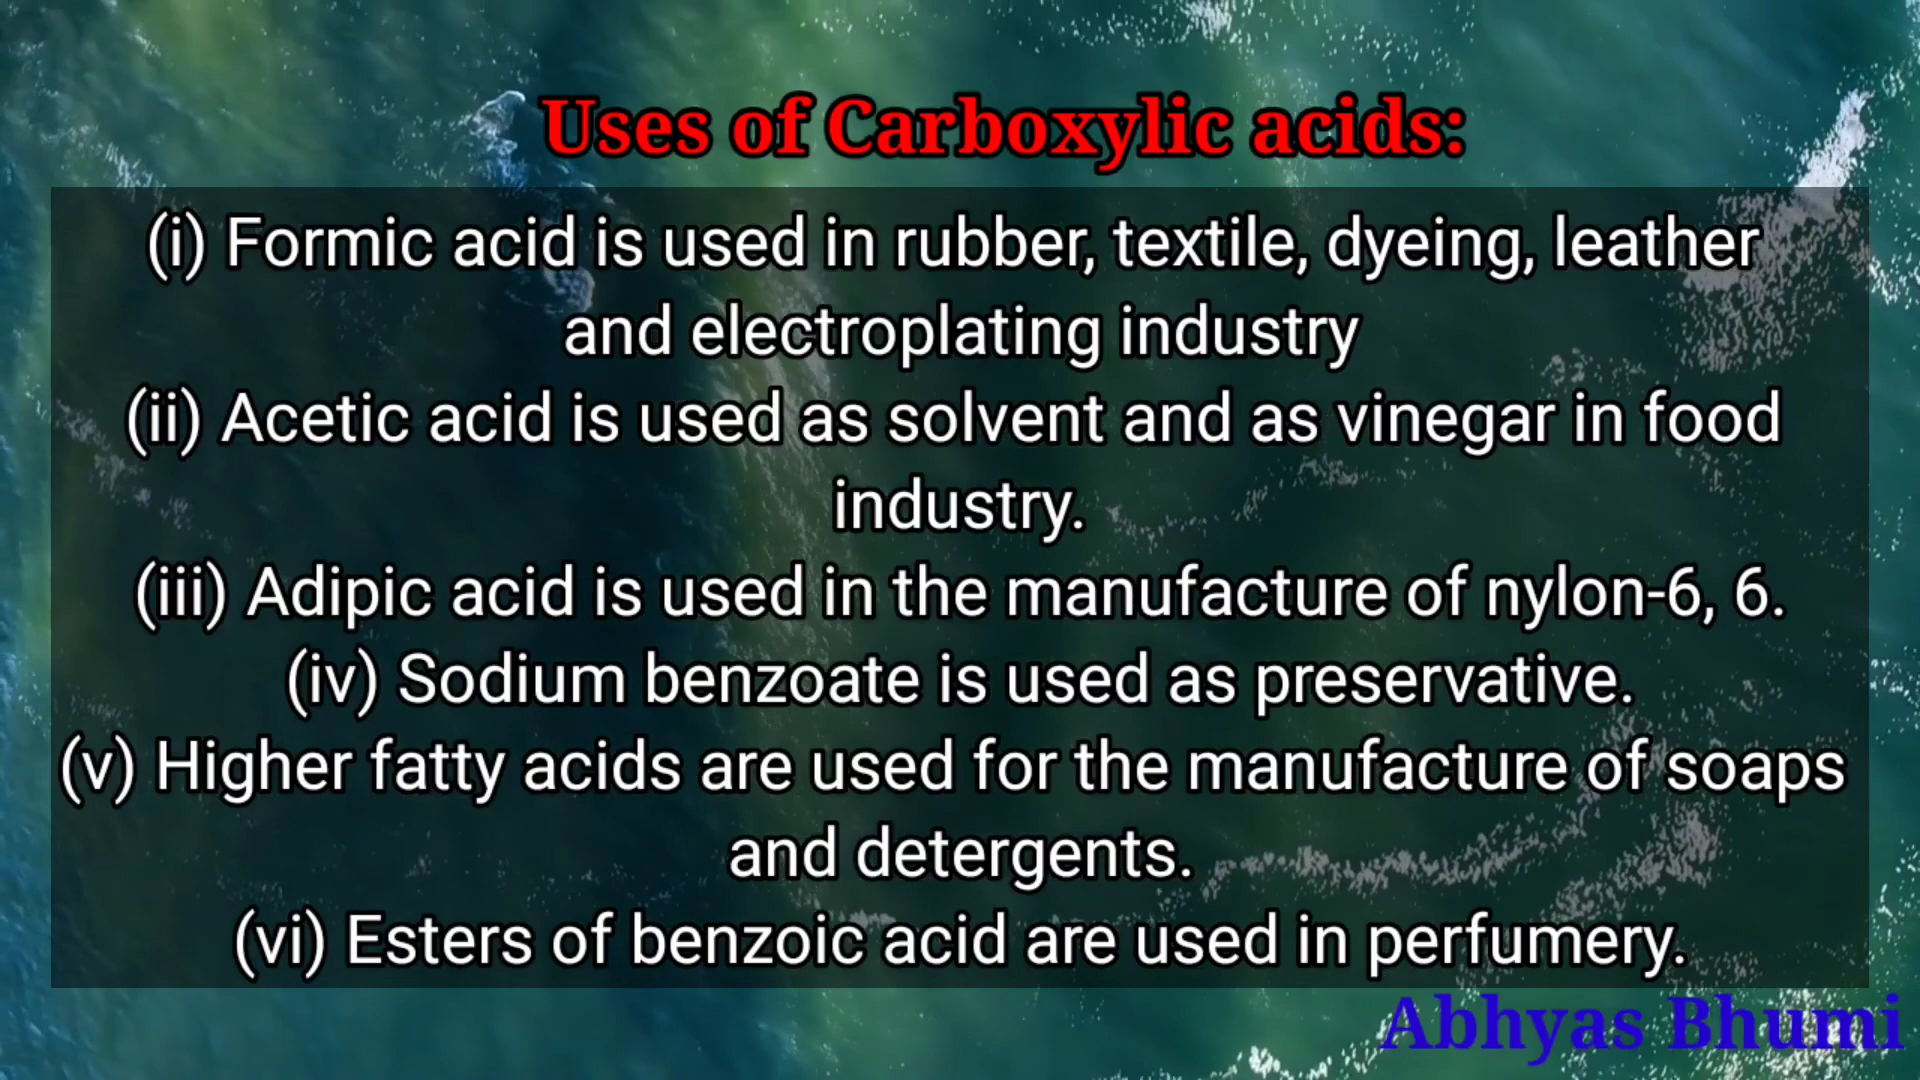 Uses of Carboxylic acids:
(i) Formic acid is used in rubber, textile, dyeing, leather
and electroplating industry
(ii) Acetic acid is used as solvent and as vinegar in food
industry.
(iii) Adipic acid is used in the manufacture of nylon-6, 6.
(iv) Sodium benzoate is used as preservative.
(v) Higher fatty acids are used for the manufacture of soaps
and detergents.
(vi) Esters of benzoic acid are used in perfumery.
Abhyas Bhumi